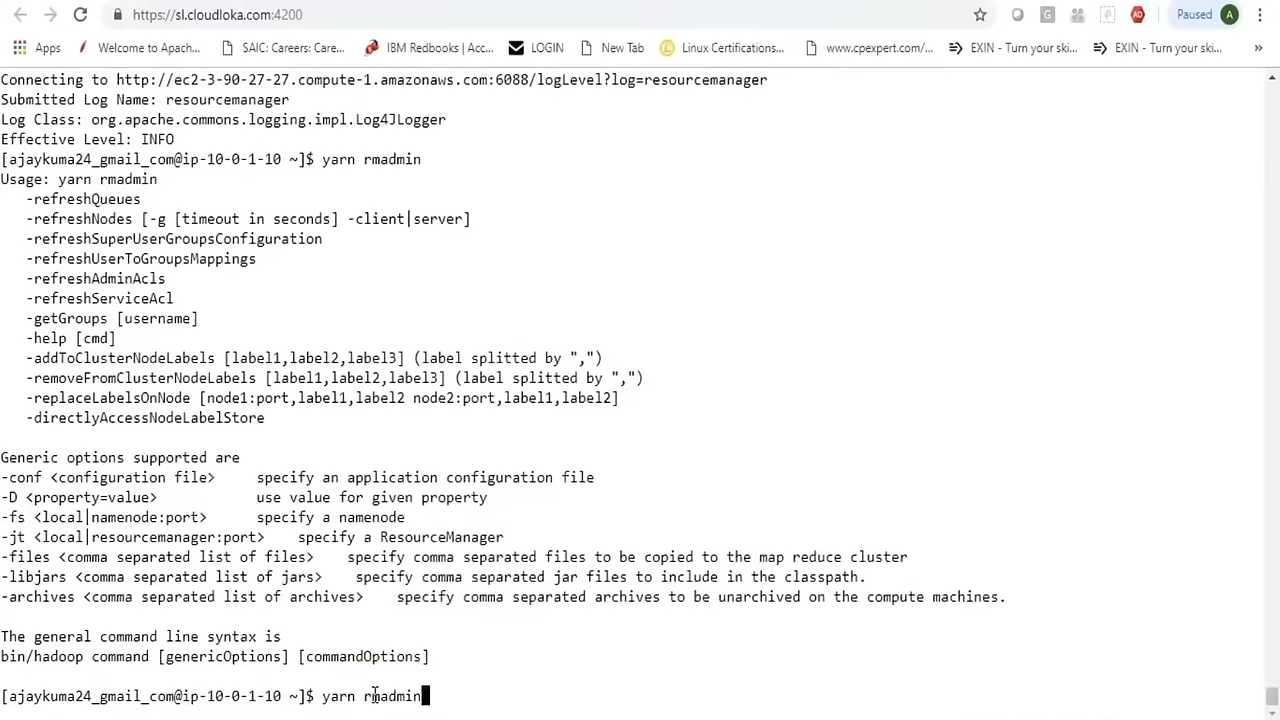 https://sl.cloudloka.com:4200
Paused A
Apps Welcome to Apach... SAIC: Careers: Care... IBM Redbooks | Acc... LOGIN New Tab Linux Certifications... www.cpexpert.com/... EXIN - Turn your ski... EXIN - Turn your ski... »
Connecting to http://ec2-3-90-27-27.compute-1.amazonaws.com:6088/logLevel?log=resourcemanager
Submitted Log Name: resourcemanager
Log Class: org.apache.commons.logging.impl.Log4JLogger
Effective Level: INFO
[ajaykuma24_gmail_com@ip-10-0-1-10 ~]$ yarn rmadmin
Usage: yarn rmadmin
   -refreshQueues
   -refreshNodes [-g [timeout in seconds] -client|server]
   -refreshSuperUserGroupsConfiguration
   -refreshUserToGroupsMappings
   -refreshAdminAcls
   -refreshServiceAcl
   -getGroups [username]
   -help [cmd]
   -addToClusterNodeLabels [label1,label2,label3] (label splitted by ",")
   -removeFromClusterNodeLabels [label1,label2,label3] (label splitted by ",")
   -replaceLabelsOnNode [node1:port,label1,label2 node2:port,label1,label2]
   -directlyAccessNodeLabelStore
Generic options supported are
-conf <configuration file>     specify an application configuration file
-D <property=value>            use value for given property
-fs <local|namenode:port>      specify a namenode
-jt <local|resourcemanager:port>    specify a ResourceManager
-files <comma separated list of files>    specify comma separated files to be copied to the map reduce cluster
-libjars <comma separated list of jars>    specify comma separated jar files to include in the classpath.
-archives <comma separated list of archives>    specify comma separated archives to be unarchived on the compute machines.
The general command line syntax is
bin/hadoop command [genericOptions] [commandOptions]
[ajaykuma24_gmail_com@ip-10-0-1-10 ~]$ yarn rmadmin